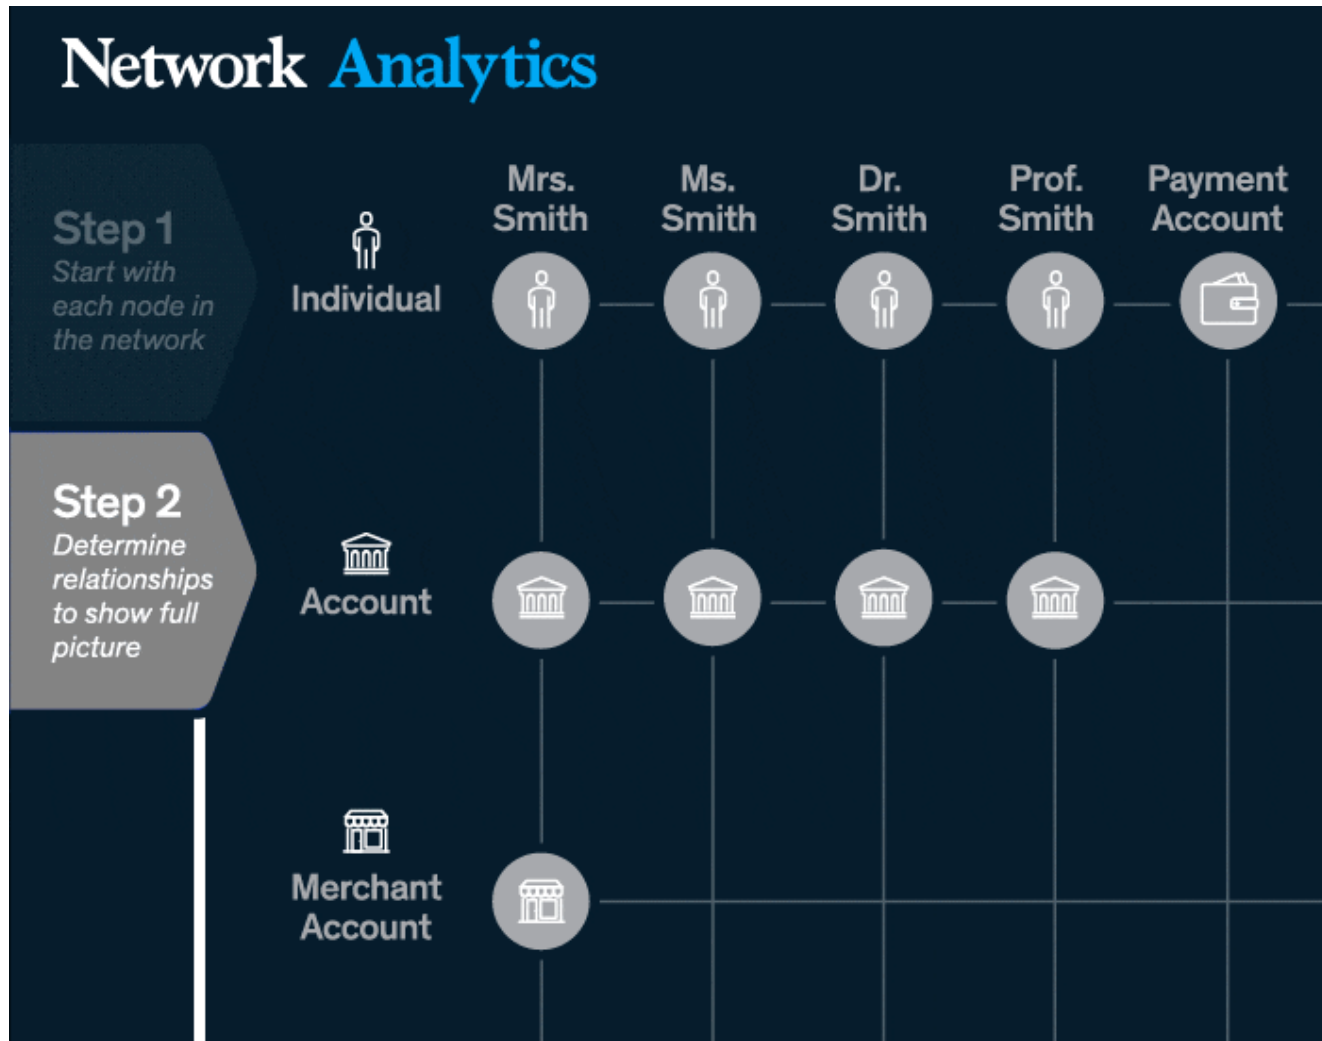 Network Analytics
Step 1
Start with
each node in
the network
Individual
Mrs.
Smith
Ms.
Smith
Dr.
Smith
Prof.
Smith
Payment
Account
Step 2
Determine
relationships
to show full
picture
Account
Merchant
Account